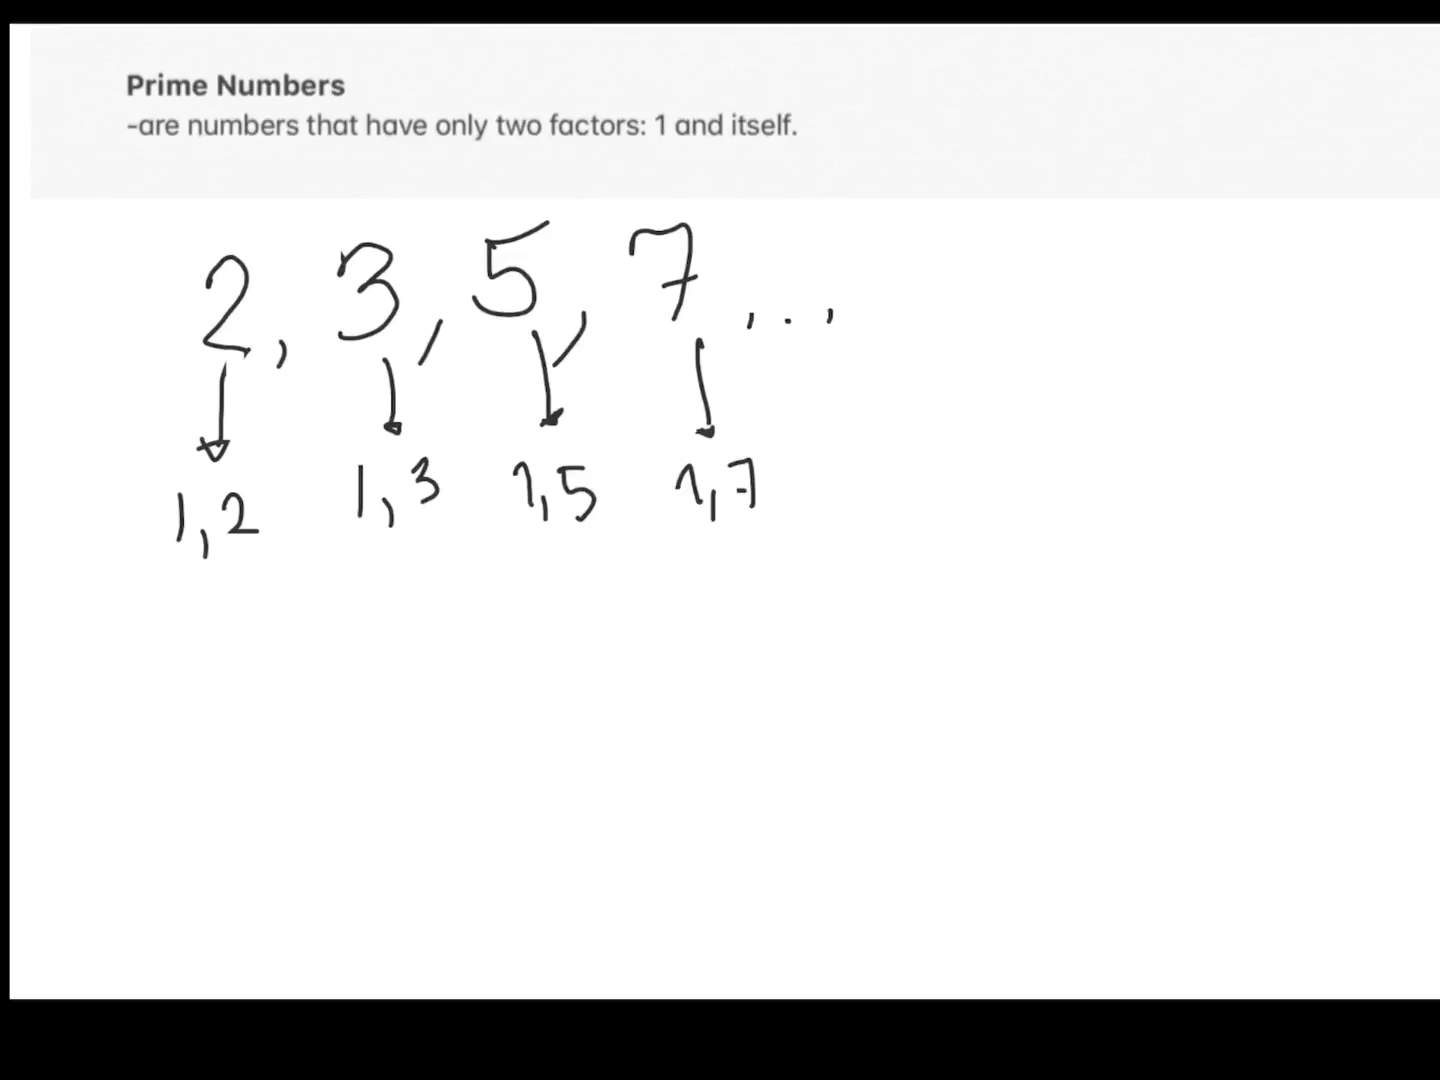 Prime Numbers
-are numbers that have only two factors: 1 and itself.
2, 3, 5, 7, . . ,
1,2 1,3 1,5 1,7